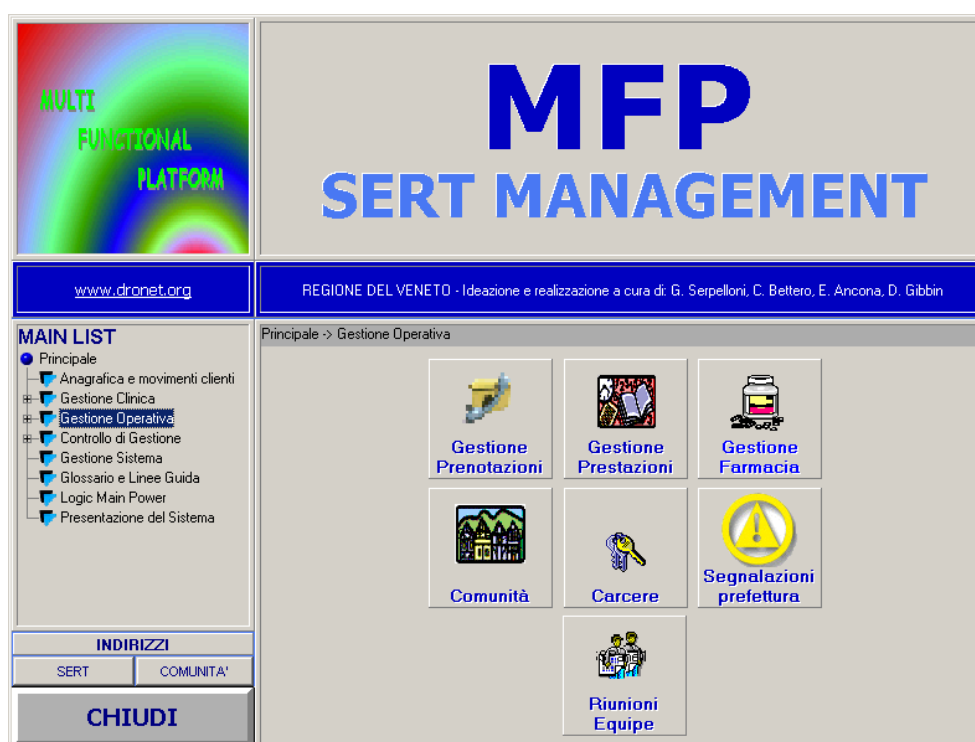 MULTI
FUNCTIONAL
PLATFORM
MFP
SERT MANAGEMENT
www.dronet.org
REGIONE DEL VENETO - Ideazione e realizzazione a cura di: G. Serpelloni, C. Bettero, E. Ancona, D. Gibbin
MAIN LIST
Principale
Anagrafica e movimenti clienti
Gestione Clinica
Gestione Operativa
Controllo di Gestione
Gestione Sistema
Glossario e Linee Guida
Logic Main Power
Presentazione del Sistema
INDIRIZZI
SERT
COMUNITA'
CHIUDI
Principale -> Gestione Operativa
Gestione
Prenotazioni
Gestione
Prestazioni
Gestione
Farmacia
Comunità
Carcere
Segnalazioni
prefettura
Riunioni
Equipe